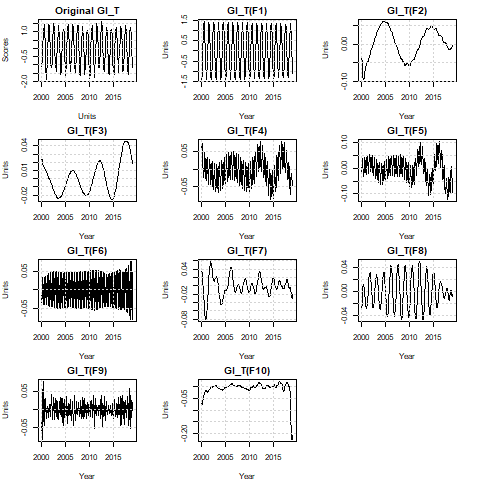 Original GI_T
GI_T(F1)
GI_T(F2)
Scores
-2.0
0.0
1.0
2000 2005 2010 2015
Units
Units
-1.5
-0.5
0.5
1.5
2000 2005 2010 2015
Year
Units
-0.10
0.00
2000 2005 2010 2015
Year
GI_T(F3)
GI_T(F4)
GI_T(F5)
Units
-0.02
0.01
0.04
2000 2005 2010 2015
Year
Units
-0.05
0.05
2000 2005 2010 2015
Year
Units
-0.10
0.00
0.10
2000 2005 2010 2015
Year
GI_T(F6)
GI_T(F7)
GI_T(F8)
Units
-0.05
0.05
2000 2005 2010 2015
Year
Units
-0.08
-0.02
0.04
2000 2005 2010 2015
Year
Units
-0.04
0.00
0.04
2000 2005 2010 2015
Year
GI_T(F9)
GI_T(F10)
Units
-0.05
0.05
2000 2005 2010 2015
Year
Units
-0.20
-0.05
2000 2005 2010 2015
Year